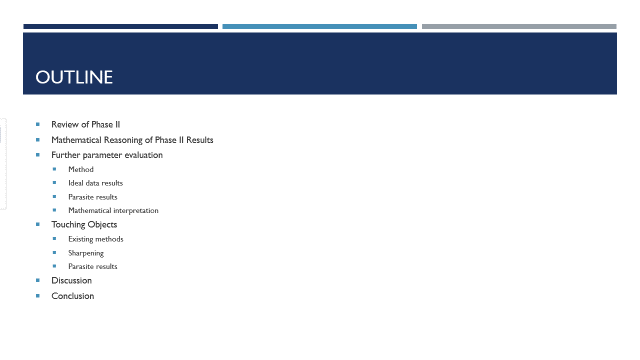 OUTLINE
Review of Phase II
Mathematical Reasoning of Phase II Results
Further parameter evaluation
Method
Ideal data results
Parasite results
Mathematical interpretation
Touching Objects
Existing methods
Sharpening
Parasite results
Discussion
Conclusion